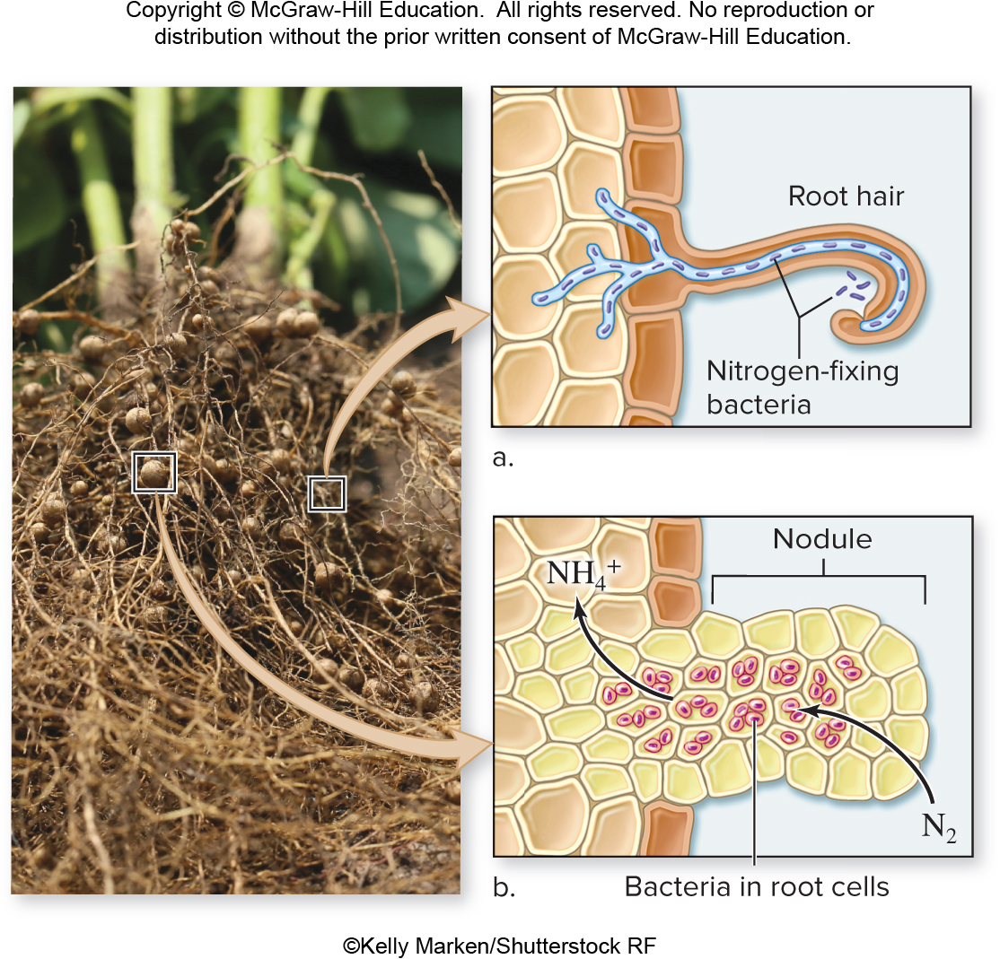 Copyright © McGraw-Hill Education.  All rights reserved. No reproduction or
distribution without the prior written consent of McGraw-Hill Education.
Root hair
Nitrogen-fixing
bacteria
a.
Nodule
NH₄⁺
N₂
b.
Bacteria in root cells
©Kelly Marken/Shutterstock RF